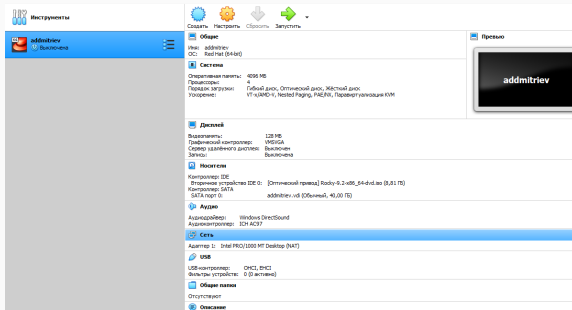 Инструменты
addmitriev
Выключена
Создать Настроить Сбросить Запустить
Общие
Имя: addmitriev
ОС: Red Hat (64-bit)
Система
Оперативная память: 4096 МБ
Процессоры: 4
Порядок загрузки: Гибкий диск, Оптический диск, Жёсткий диск
Ускорение: VT-x/AMD-V, Nested Paging, PAE/NX, Паравиртуализация KVM
Превью
addmitriev
Дисплей
Видеопамять: 128 МБ
Графический контроллер: VMSVGA
Сервер удалённого дисплея: Выключен
Запись: Выключена
Носители
Контроллер: IDE
Вторичное устройство IDE 0: [Оптический привод] Rocky-9.2-x86_64-dvd.iso (8,81 ГБ)
Контроллер: SATA
SATA порт 0: addmitriev.vdi (Обычный, 40,00 ГБ)
Аудио
Аудиодрайвер: Windows DirectSound
Аудиоконтроллер: ICH AC97
Сеть
Адаптер 1: Intel PRO/1000 MT Desktop (NAT)
USB
USB-контроллер: OHCI, EHCI
Фильтры устройств: 0 (0 активно)
Общие папки
Отсутствуют
Описание